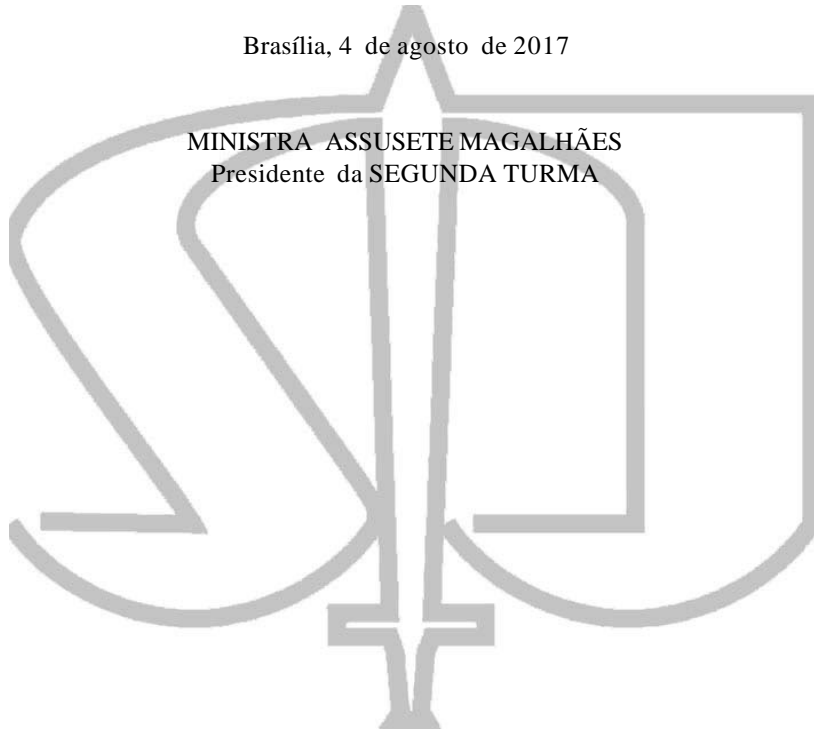 Brasília, 4 de agosto de 2017
MINISTRA ASSUSETE MAGALHÃES
Presidente da SEGUNDA TURMA